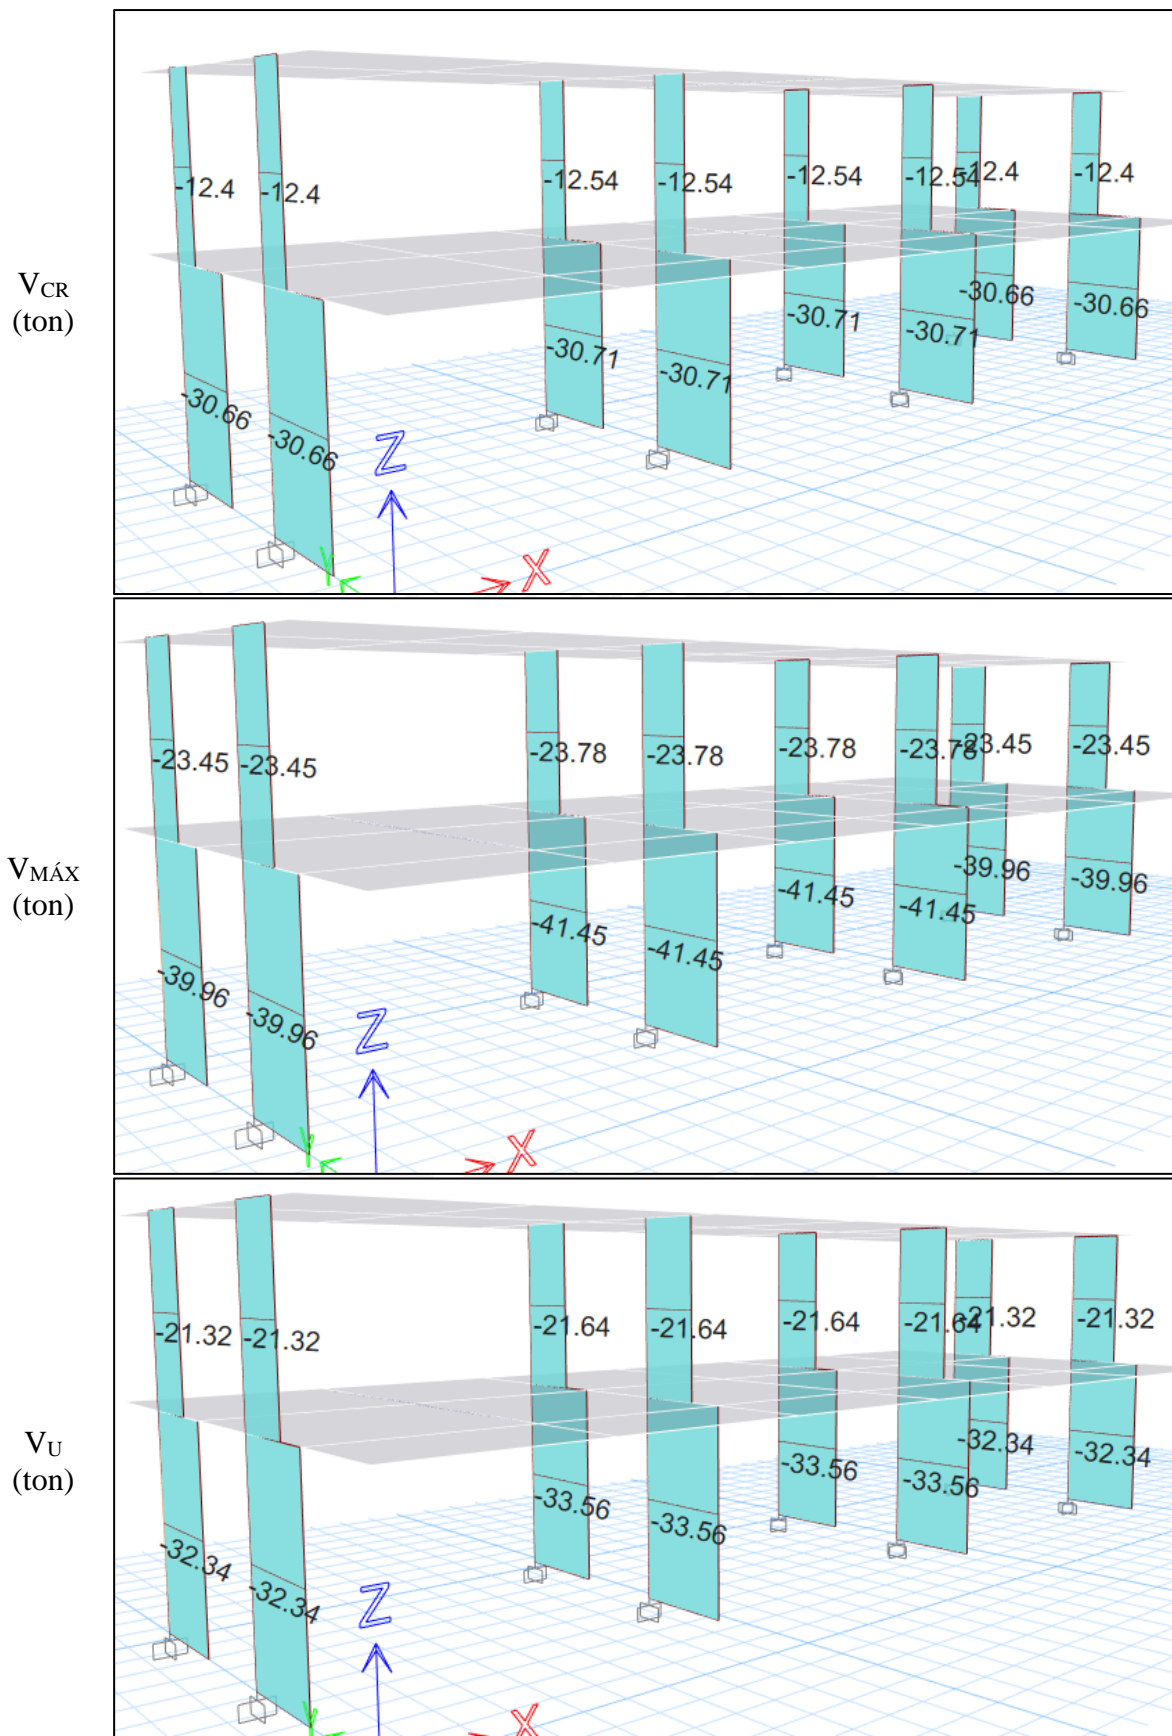 V_CR
(ton)
-12.4 -12.4 -12.54 -12.54 -12.54 -12.54 -12.4 -12.4
-30.66 -30.66 -30.71 -30.71 -30.71 -30.71 -30.66 -30.66
Z
Y
X
V_MÁX
(ton)
-23.45 -23.45 -23.78 -23.78 -23.78 -23.78 -23.45 -23.45
-39.96 -39.96 -41.45 -41.45 -41.45 -41.45 -39.96 -39.96
Z
Y
X
V_U
(ton)
-21.32 -21.32 -21.64 -21.64 -21.64 -21.64 -21.32 -21.32
-32.34 -32.34 -33.56 -33.56 -33.56 -33.56 -32.34 -32.34
Z
Y
X